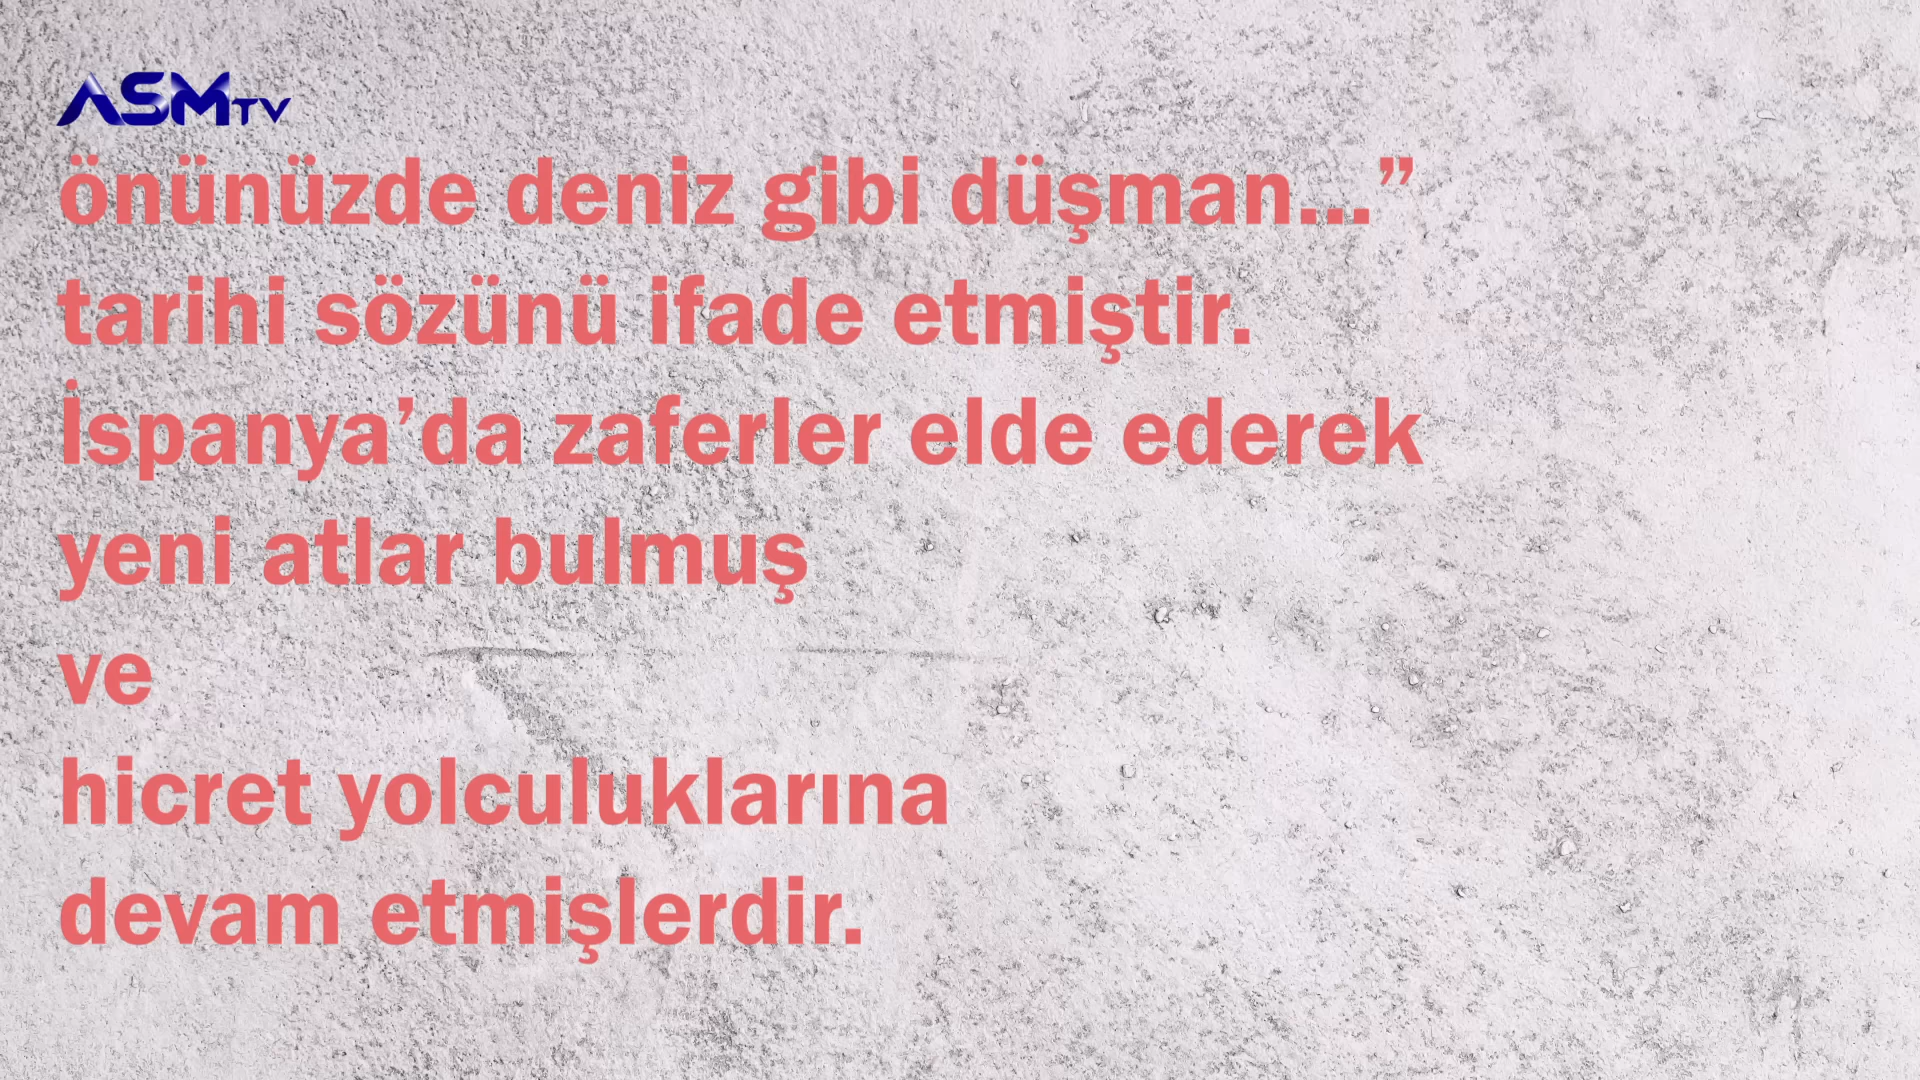 ASMTV
önünüzde deniz gibi düşman...”
tarihi sözünü ifade etmiştir.
İspanya’da zaferler elde ederek
yeni atlar bulmuş
ve
hicret yolculuklarına
devam etmişlerdir.